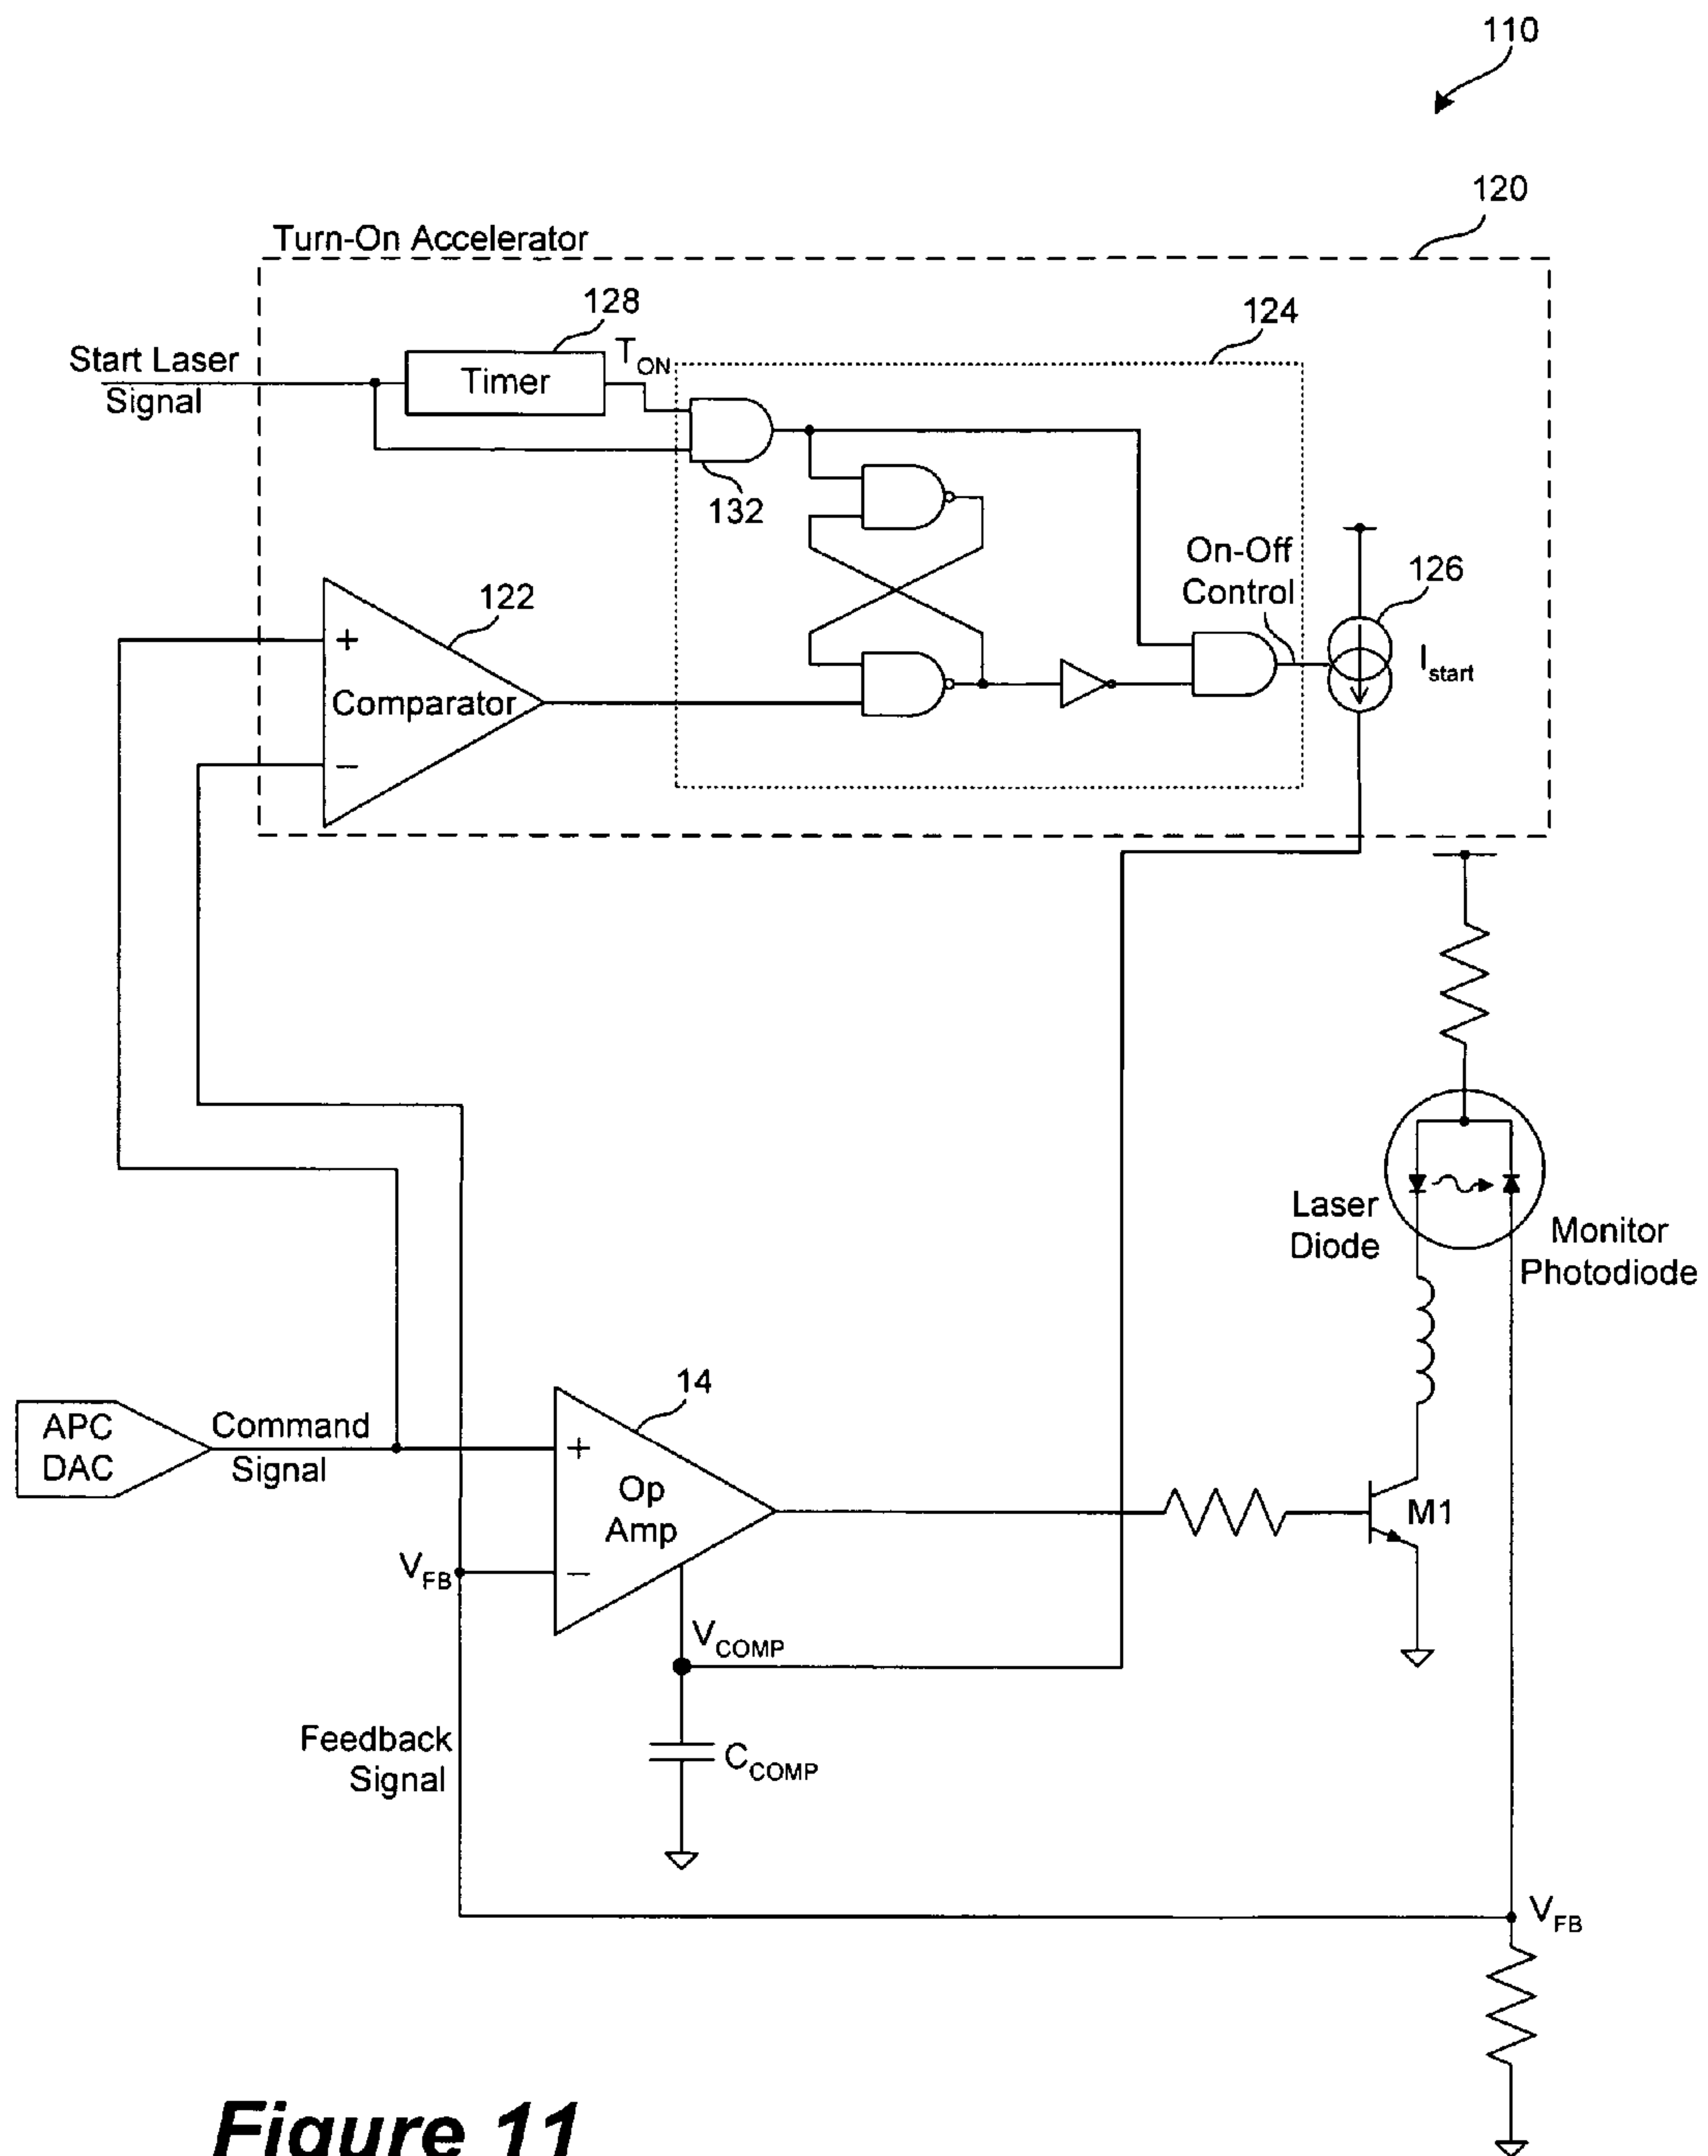 110
120
Turn-On Accelerator
128
124
Start Laser
Signal
Timer
TON
132
On-Off
Control
126
Istart
122
+
Comparator
−
Laser
Diode
Monitor
Photodiode
14
APC
DAC
Command
Signal
+
Op
Amp
−
M1
VFB
VCOMP
Feedback
Signal
CCOMP
VFB
Figure 11